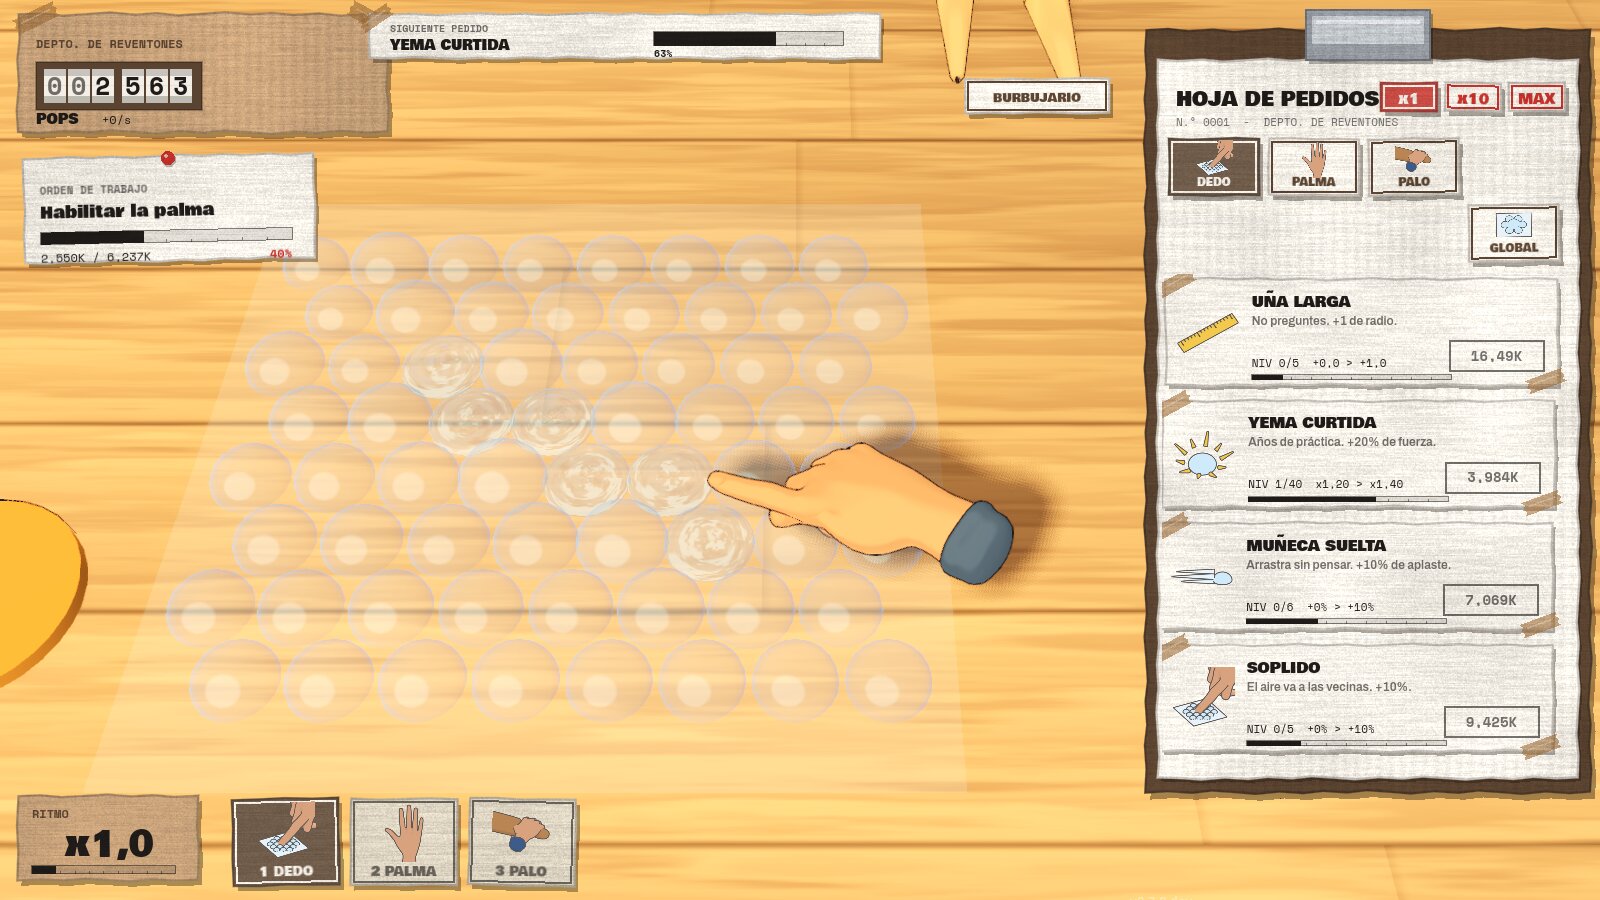 DEPTO. DE REVENTONES
002563
POPS +0/s
SIGUIENTE PEDIDO
YEMA CURTIDA
63%
BURBUJARIO
ORDEN DE TRABAJO
Habilitar la palma
2,550K / 6,237K 40%
HOJA DE PEDIDOS x1 x10 MAX
N.° 0001 - DEPTO. DE REVENTONES
DEDO PALMA PALO
GLOBAL
UÑA LARGA
No preguntes. +1 de radio.
NIV 0/5 +0,0 > +1,0
16,49K
YEMA CURTIDA
Años de práctica. +20% de fuerza.
NIV 1/40 x1,20 > x1,40
3,984K
MUÑECA SUELTA
Arrastra sin pensar. +10% de aplaste.
NIV 0/6 +0% > +10%
7,069K
SOPLIDO
El aire va a las vecinas. +10%.
NIV 0/5 +0% > +10%
9,425K
RITMO
x1,0
1 DEDO 2 PALMA 3 PALO